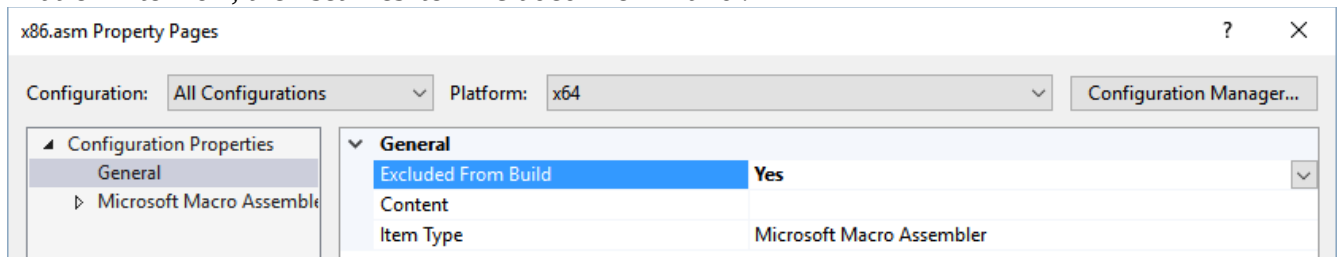 x86.asm Property Pages ? ×
Configuration: All Configurations Platform: x64 Configuration Manager...
Configuration Properties General
General Excluded From Build Yes
Microsoft Macro Assemble Content
Item Type Microsoft Macro Assembler